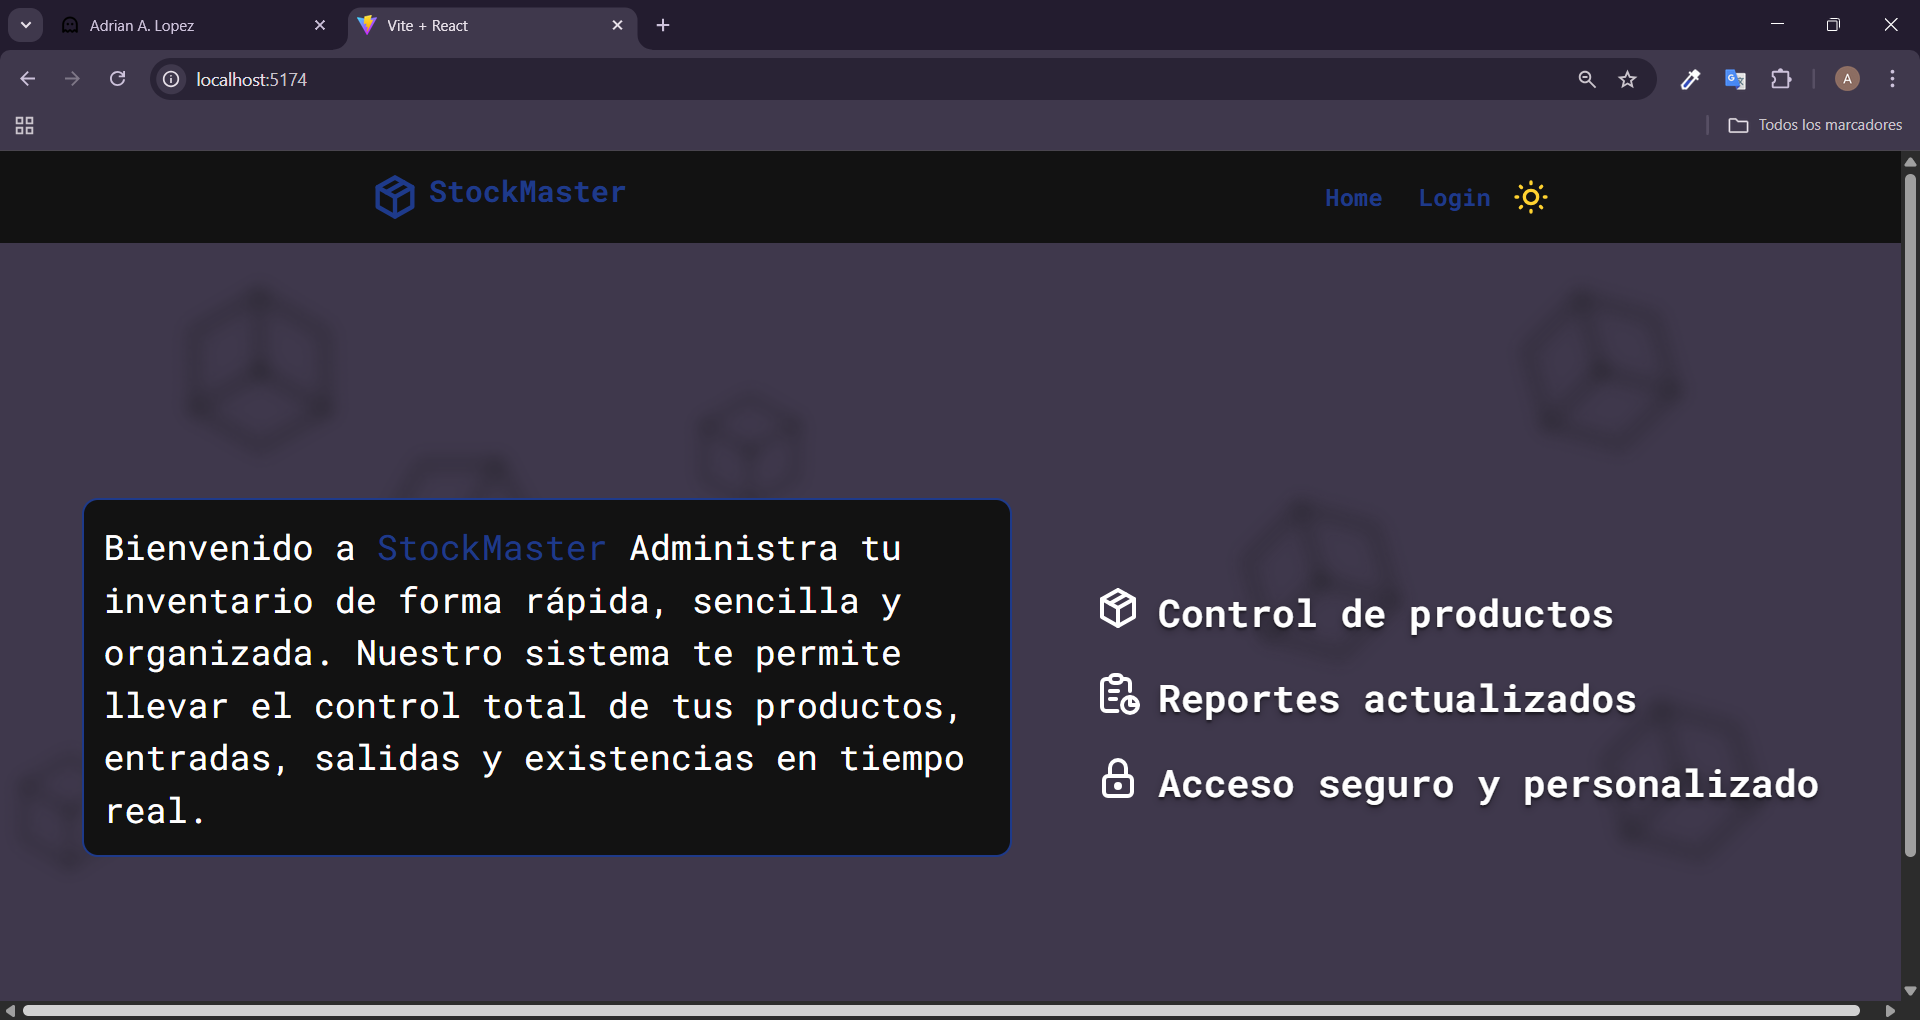 Adrian A. Lopez
Vite + React
localhost:5174
A
Todos los marcadores
StockMaster
Home
Login
Bienvenido a StockMaster Administra tu
inventario de forma rápida, sencilla y
organizada. Nuestro sistema te permite
llevar el control total de tus productos,
entradas, salidas y existencias en tiempo
real.
Control de productos
Reportes actualizados
Acceso seguro y personalizado